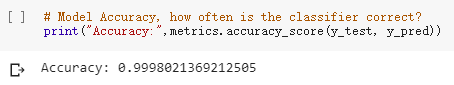 [ ] # Model Accuracy, how often is the classifier correct?
print("Accuracy:",metrics.accuracy_score(y_test, y_pred))
Accuracy: 0.9998021369212505